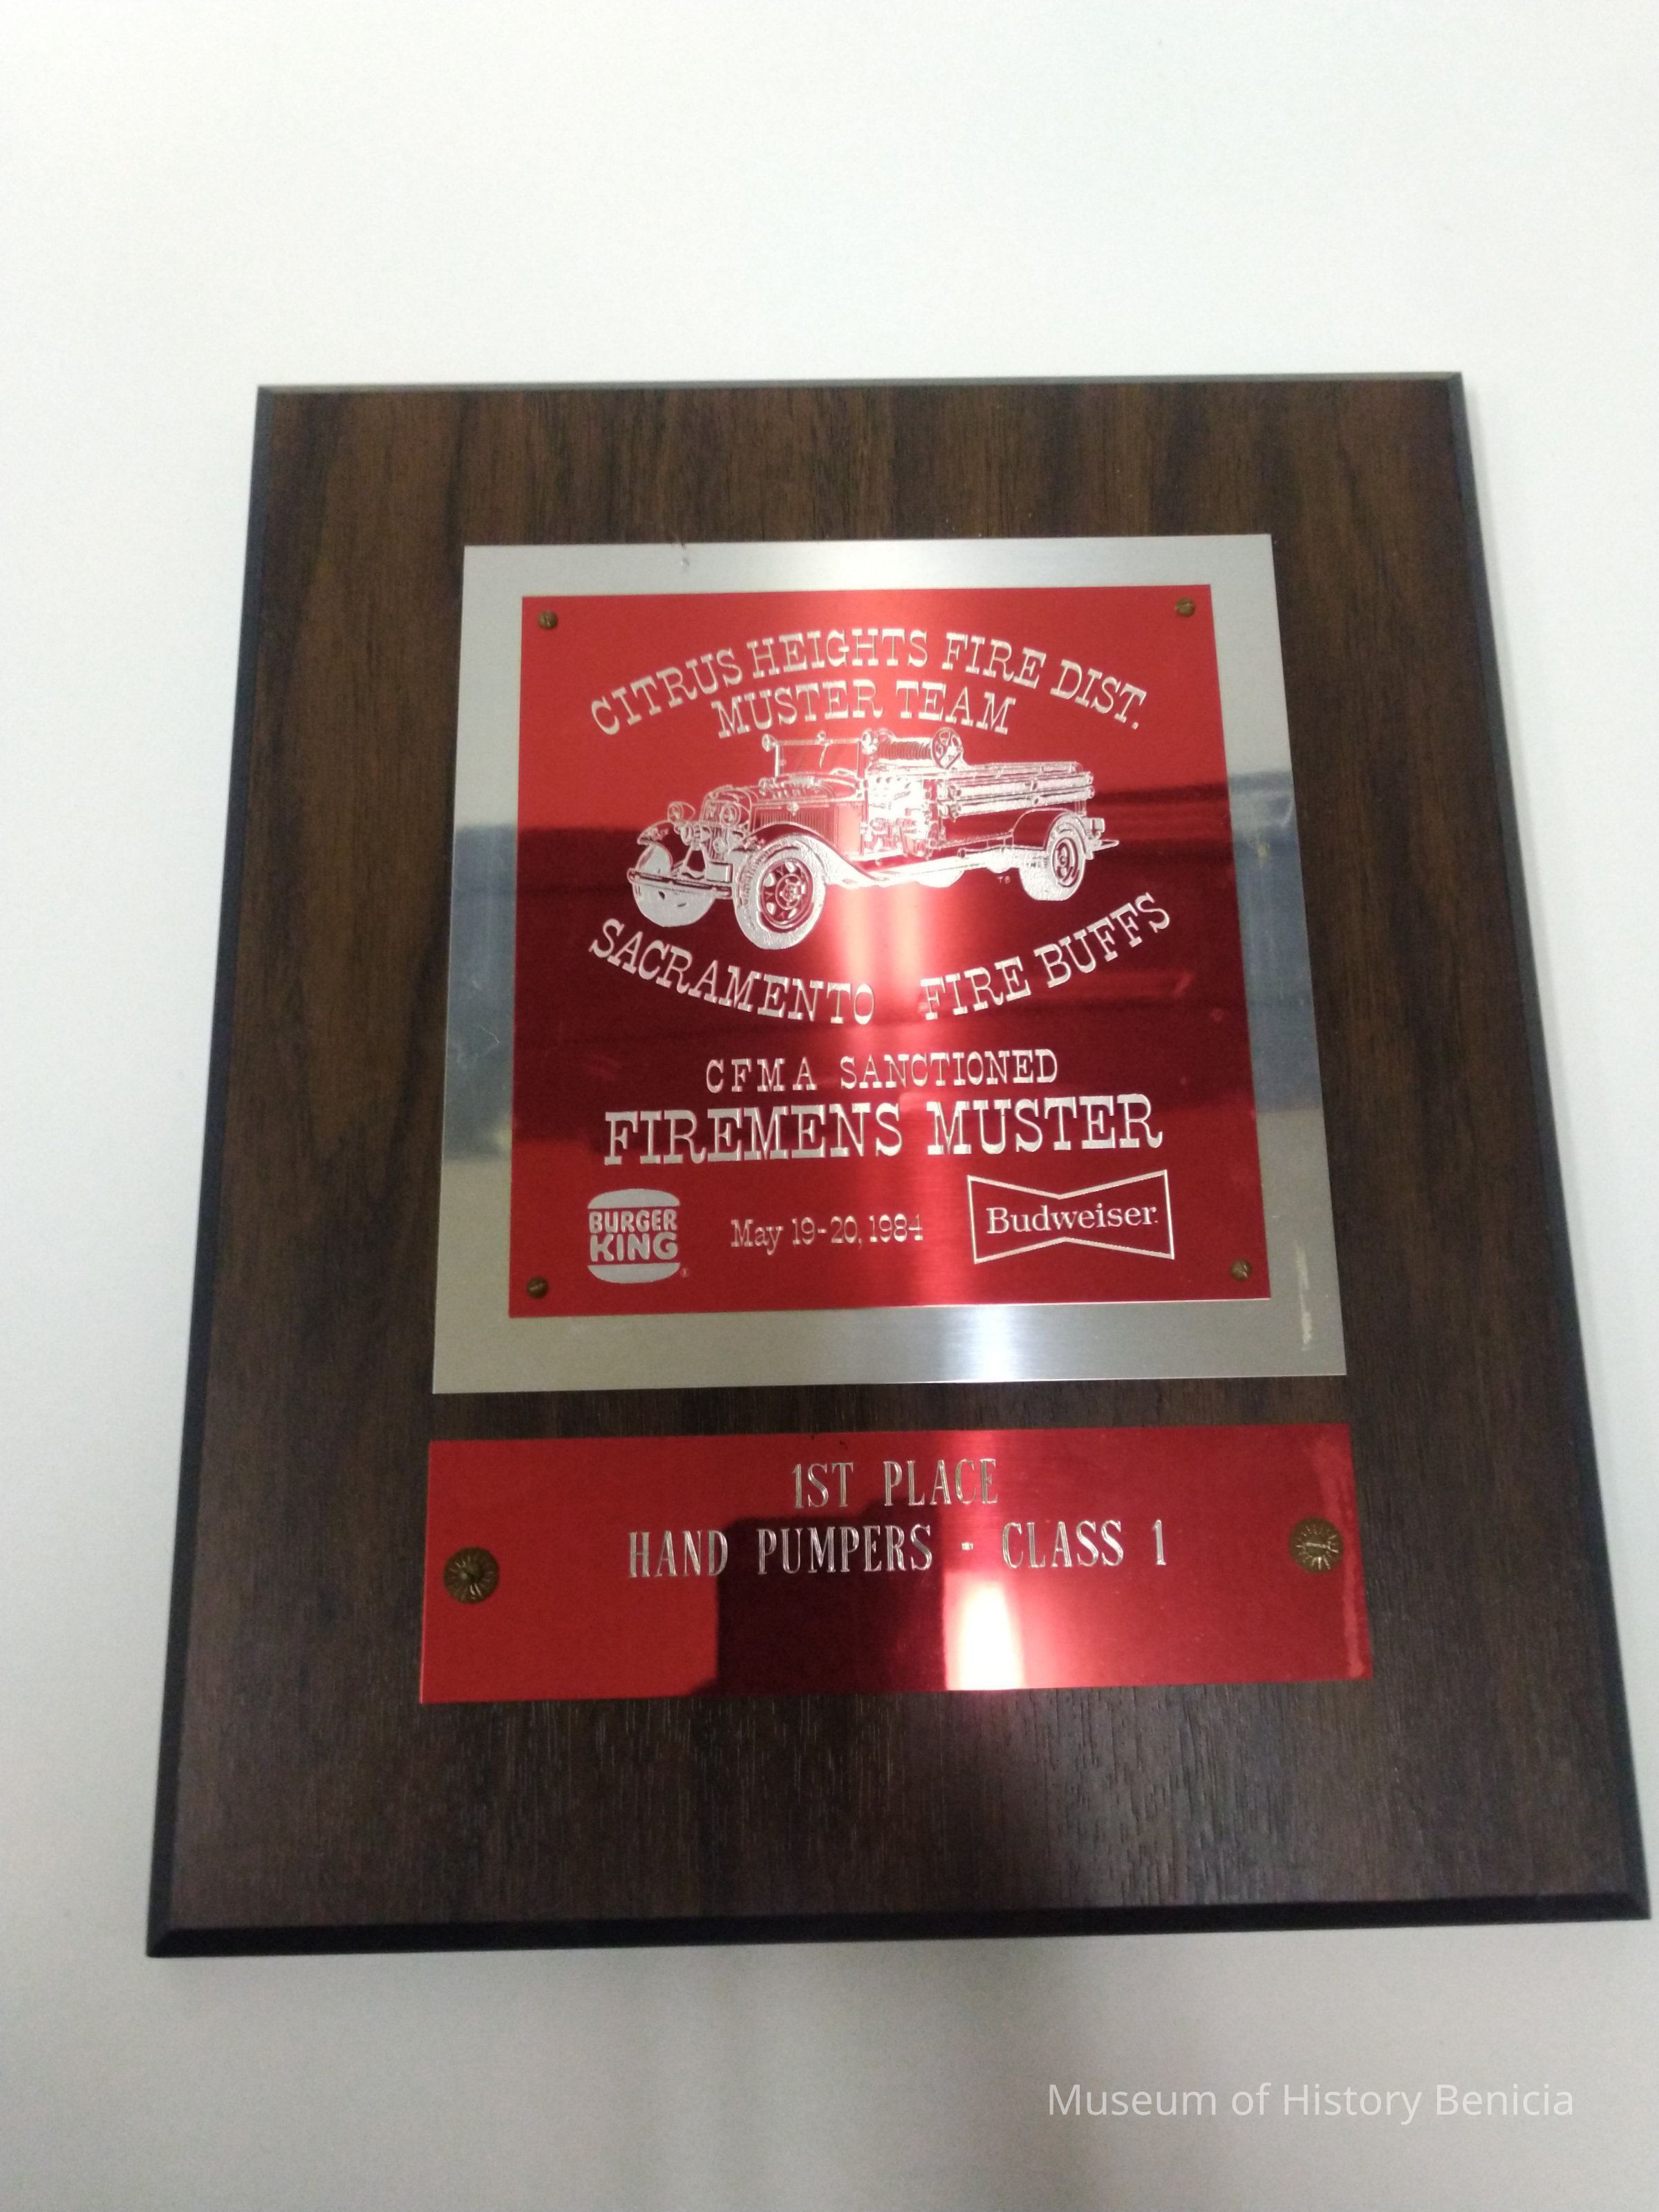 CITRUS HEIGHTS FIRE DIST.
MUSTER TEAM
SACRAMENTO FIRE BUFFS
CFMA SANCTIONED
FIREMENS MUSTER
BURGER
KING
May 19-20, 1984
Budweiser
1ST PLACE
HAND PUMPERS - CLASS 1
Museum of History Benicia